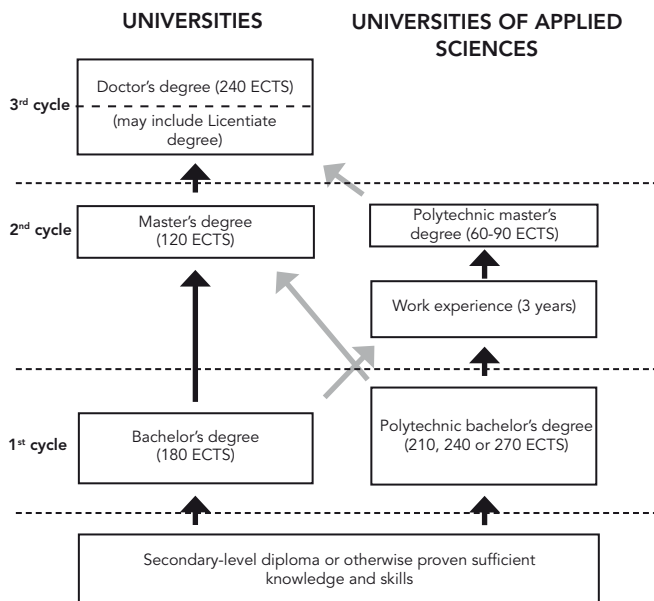 UNIVERSITIES
UNIVERSITIES OF APPLIED
SCIENCES
3rd cycle
Doctor's degree (240 ECTS)
(may include Licentiate
degree)
2nd cycle
Master's degree
(120 ECTS)
Polytechnic master's
degree (60-90 ECTS)
Work experience (3 years)
1st cycle
Bachelor's degree
(180 ECTS)
Polytechnic bachelor's degree
(210, 240 or 270 ECTS)
Secondary-level diploma or otherwise proven sufficient
knowledge and skills